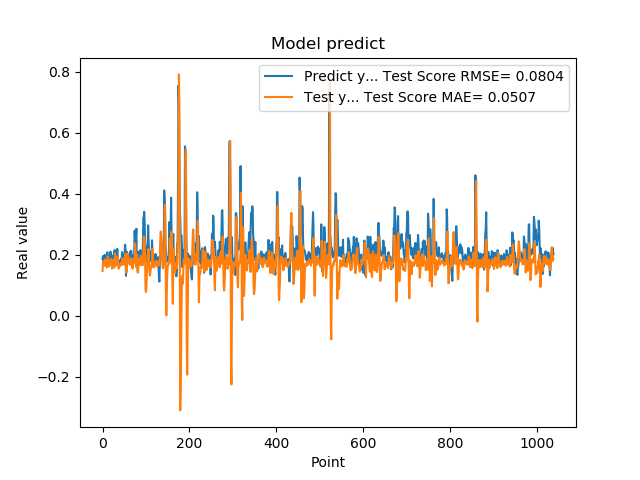 Model predict
Predict y... Test Score RMSE= 0.0804
Test y... Test Score MAE= 0.0507
0.8
0.6
0.4
0.2
0.0
−0.2
Real value
0
200
400
600
800
1000
Point